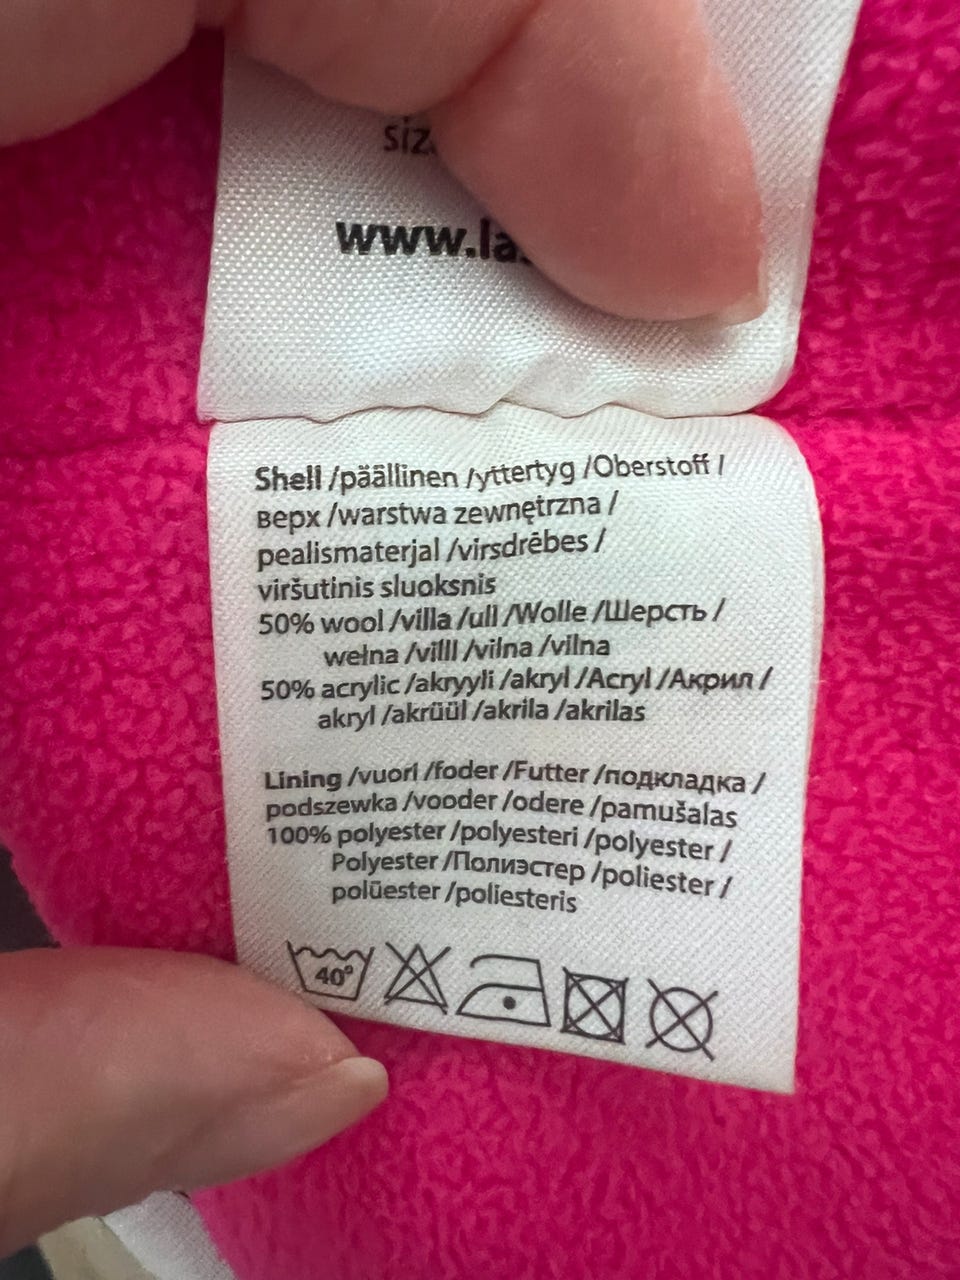 www.
Shell /päällinen /yttertyg /Oberstoff /
верх /warstwa zewnętrzna /
pealismaterjal /virsdrēbes /
viršutinis sluoksnis
50% wool /villa /ull /Wolle /Шерсть /
wełna /villl /vilna /vilna
50% acrylic /akryyli /akryl /Acryl /Акрил /
akryl /akrüül /akrila /akrilas
Lining /vuori /foder /Futter /подкладка /
podszewka /vooder /odere /pamušalas
100% polyester /polyesteri /polyester /
Polyester /Полиэстер /poliester /
polüester /poliesteris
40°